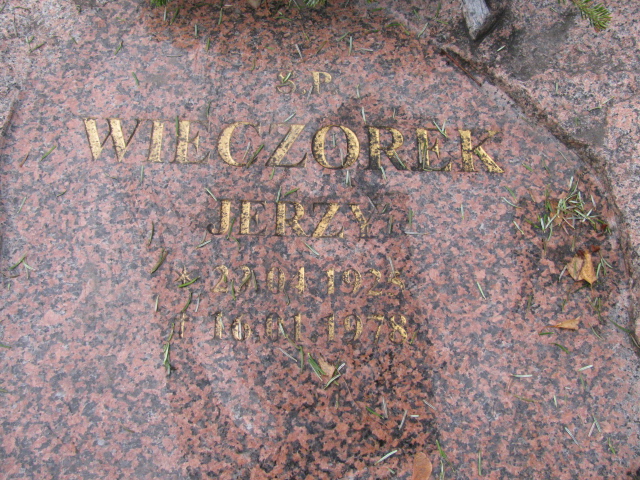 Ś.P
WIECZOREK
JERZY
† 16.01.1978